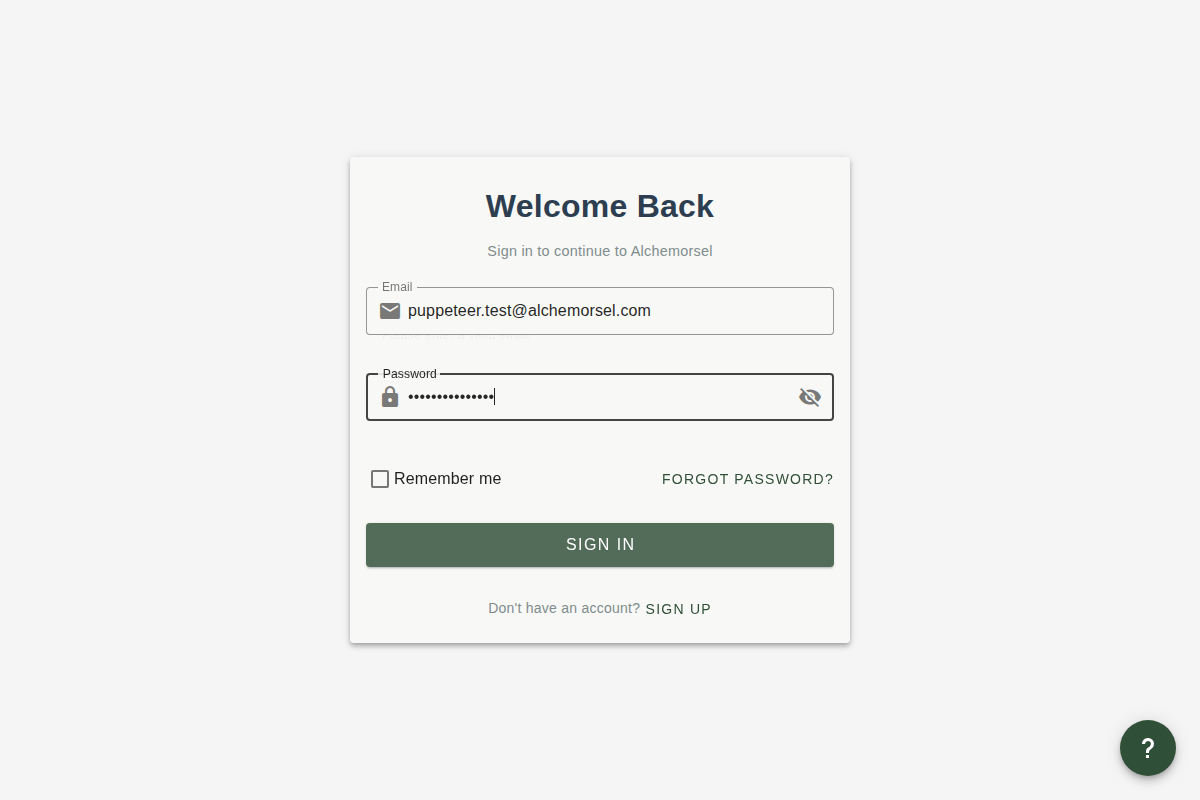 Welcome Back
Sign in to continue to Alchemorsel
Email
puppeteer.test@alchemorsel.com
Password
•••••••••••••••
Remember me
FORGOT PASSWORD?
SIGN IN
Don't have an account? SIGN UP
?